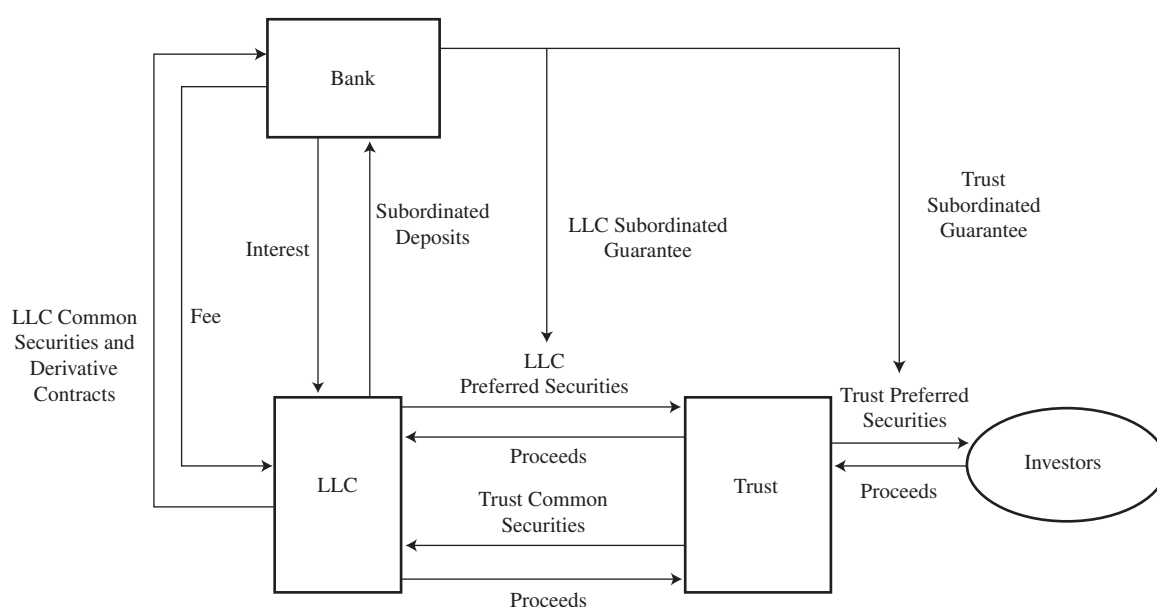 Bank
Trust
Subordinated
Guarantee
Subordinated
Deposits
LLC Subordinated
Guarantee
Interest
LLC Common
Securities and
Derivative
Contracts
Fee
LLC
Preferred Securities
Trust Preferred
Securities
Proceeds
Investors
LLC
Trust
Proceeds
Trust Common
Securities
Proceeds